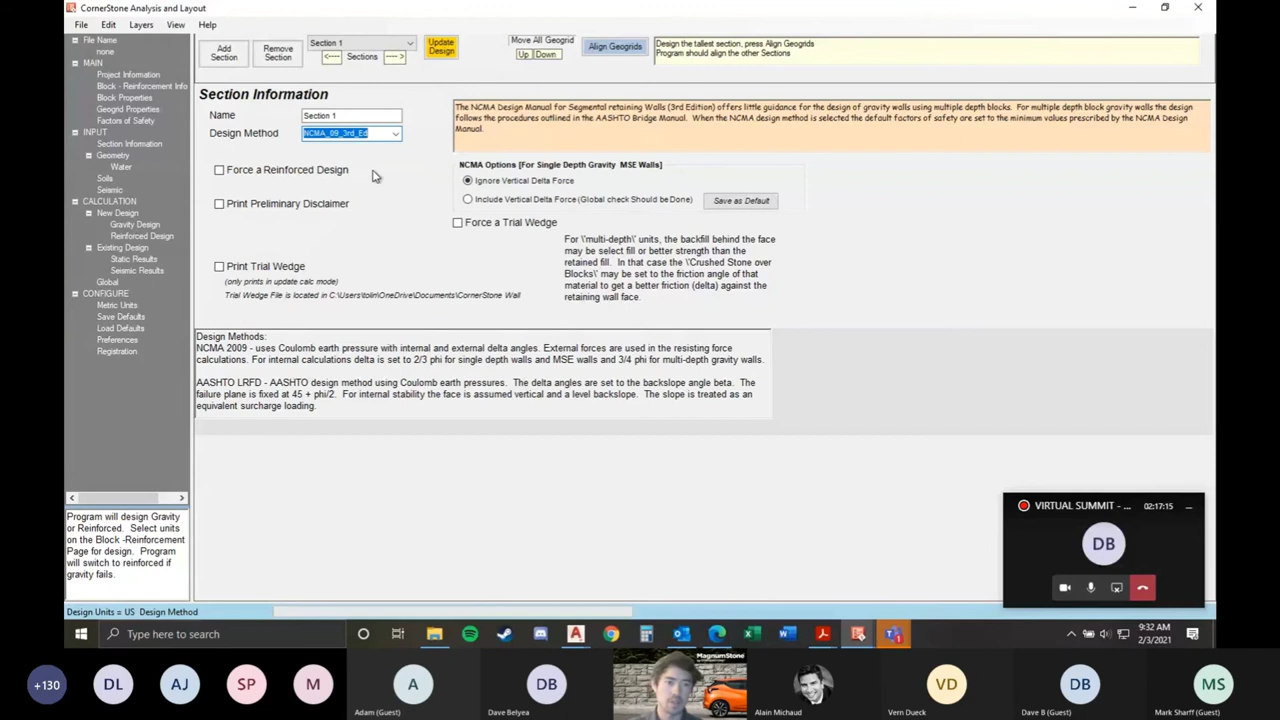 CornerStone Analysis and Layout
File Edit Layers View Help
File Name
none
MAIN
Project Information
Block - Reinforcement Info
Block Properties
Geogrid Properties
Factors of Safety
INPUT
Section Information
Geometry
Water
Soils
Seismic
CALCULATION
New Design
Gravity Design
Reinforced Design
Existing Design
Static Results
Seismic Results
Global
CONFIGURE
Metric Units
Save Defaults
Load Defaults
Preferences
Registration
Program will design Gravity
or Reinforced. Select units
on the Block -Reinforcement
Page for design. Program
will switch to reinforced if
gravity fails.
Add
Section
Remove
Section
Section 1
<---- Sections ---->
Update
Design
Move All Geogrid
Up Down
Align Geogrids
Design the tallest section, press Align Geogrids
Program should align the other Sections
Section Information
Name Section 1
Design Method NCMA_09_3rd_Ed
Force a Reinforced Design
Print Preliminary Disclaimer
Print Trial Wedge
(only prints in update calc mode)
Trial Wedge File is located in C:\Users\tolin\OneDrive\Documents\CornerStone Wall
The NCMA Design Manual for Segmental retaining Walls (3rd Edition) offers little guidance for the design of gravity walls using multiple depth blocks. For multiple depth block gravity walls the design
follows the procedures outlined in the AASHTO Bridge Manual. When the NCMA design method is selected the default factors of safety are set to the minimum values prescribed by the NCMA Design
Manual.
NCMA Options [For Single Depth Gravity MSE Walls]
Ignore Vertical Delta Force
Include Vertical Delta Force (Global check Should be Done)
Save as Default
Force a Trial Wedge
For \'multi-depth\' units, the backfill behind the face
may be select fill or better strength than the
retained fill. In that case the \'Crushed Stone over
Blocks\' may be set to the friction angle of that
material to get a better friction (delta) against the
retaining wall face.
Design Methods:
NCMA 2009 - uses Coulomb earth pressure with internal and external delta angles. External forces are used in the resisting force
calculations. For internal calculations delta is set to 2/3 phi for single depth walls and MSE walls and 3/4 phi for multi-depth gravity walls.
AASHTO LRFD - AASHTO design method using Coulomb earth pressures. The delta angles are set to the backslope angle beta. The
failure plane is fixed at 45 + phi/2. For internal stability the face is assumed vertical and a level backslope. The slope is treated as an
equivalent surcharge loading.
VIRTUAL SUMMIT - ... 02:17:15
DB
Design Units = US Design Method
Type here to search
9:32 AM
2/3/2021
+130 DL AJ SP M
A
Adam (Guest)
DB
Dave Belyea
MagnumStone
Alain Michaud
VD
Vern Dueck
DB
Dave B (Guest)
MS
Mark Sharff (Guest)